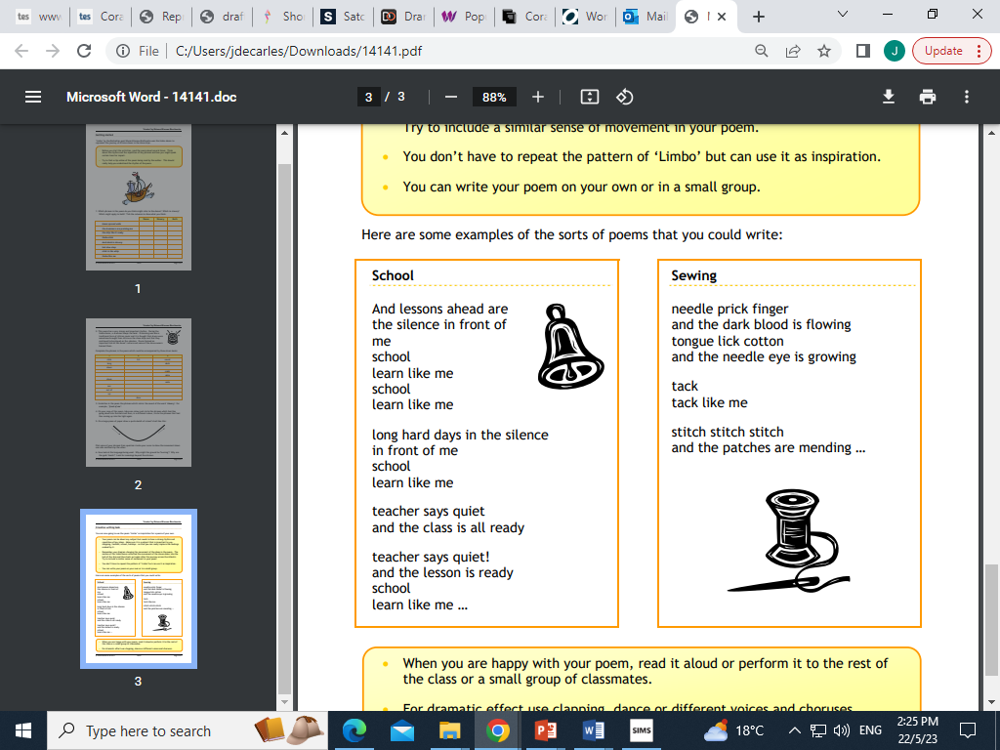 www
tes
Cora
Rep
draf
Sho
S
Satc
Dra
Pop
Cora
Wor
Mail
File
C:/Users/jdecarles/Downloads/14141.pdf
J
Update
Microsoft Word - 14141.doc
3 / 3
88%
1
2
3
Try to include a similar sense of movement in your poem.
You don't have to repeat the pattern of 'Limbo' but can use it as inspiration.
You can write your poem on your own or in a small group.
Here are some examples of the sorts of poems that you could write:
School
And lessons ahead are
the silence in front of
me
school
learn like me
school
learn like me
long hard days in the silence
in front of me
school
learn like me
teacher says quiet
and the class is all ready
teacher says quiet!
and the lesson is ready
school
learn like me …
Sewing
needle prick finger
and the dark blood is flowing
tongue lick cotton
and the needle eye is growing
tack
tack like me
stitch stitch stitch
and the patches are mending …
When you are happy with your poem, read it aloud or perform it to the rest of
the class or a small group of classmates.
For dramatic effect use clapping, dance or different voices and choruses
Type here to search
SIMS
18°C
ENG
2:25 PM
22/5/23